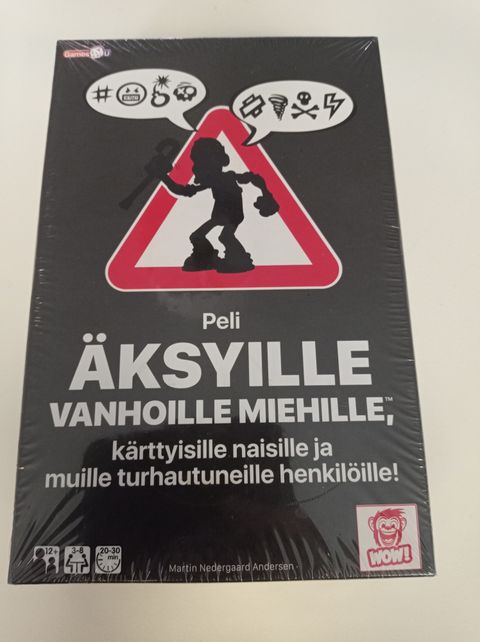 Games4U
#
Peli
ÄKSYILLE
VANHOILLE MIEHILLE,™
kärttyisille naisille ja
muille turhautuneille henkilöille!
12+
3-8
20-30
min
Martin Nedergaard Andersen
WOW!